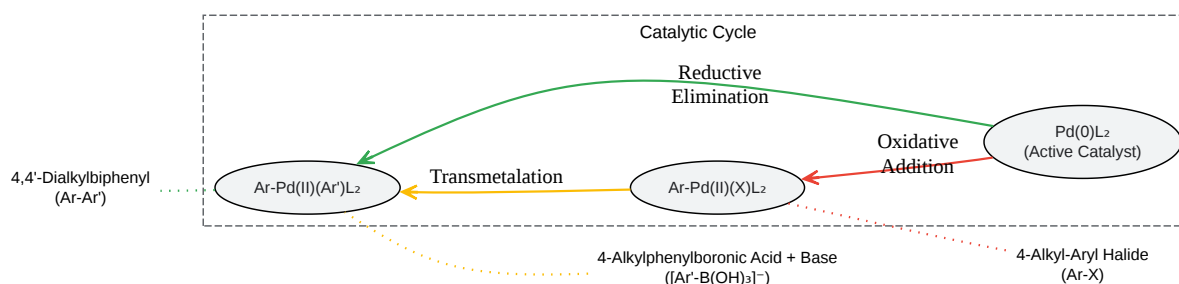 Catalytic Cycle
Reductive
Elimination
Pd(0)L₂
(Active Catalyst)
Oxidative
Addition
4,4'-Dialkylbiphenyl
(Ar-Ar')
Ar-Pd(II)(Ar')L₂
Transmetalation
Ar-Pd(II)(X)L₂
4-Alkylphenylboronic Acid + Base
([Ar'-B(OH)₃]⁻)
4-Alkyl-Aryl Halide
(Ar-X)